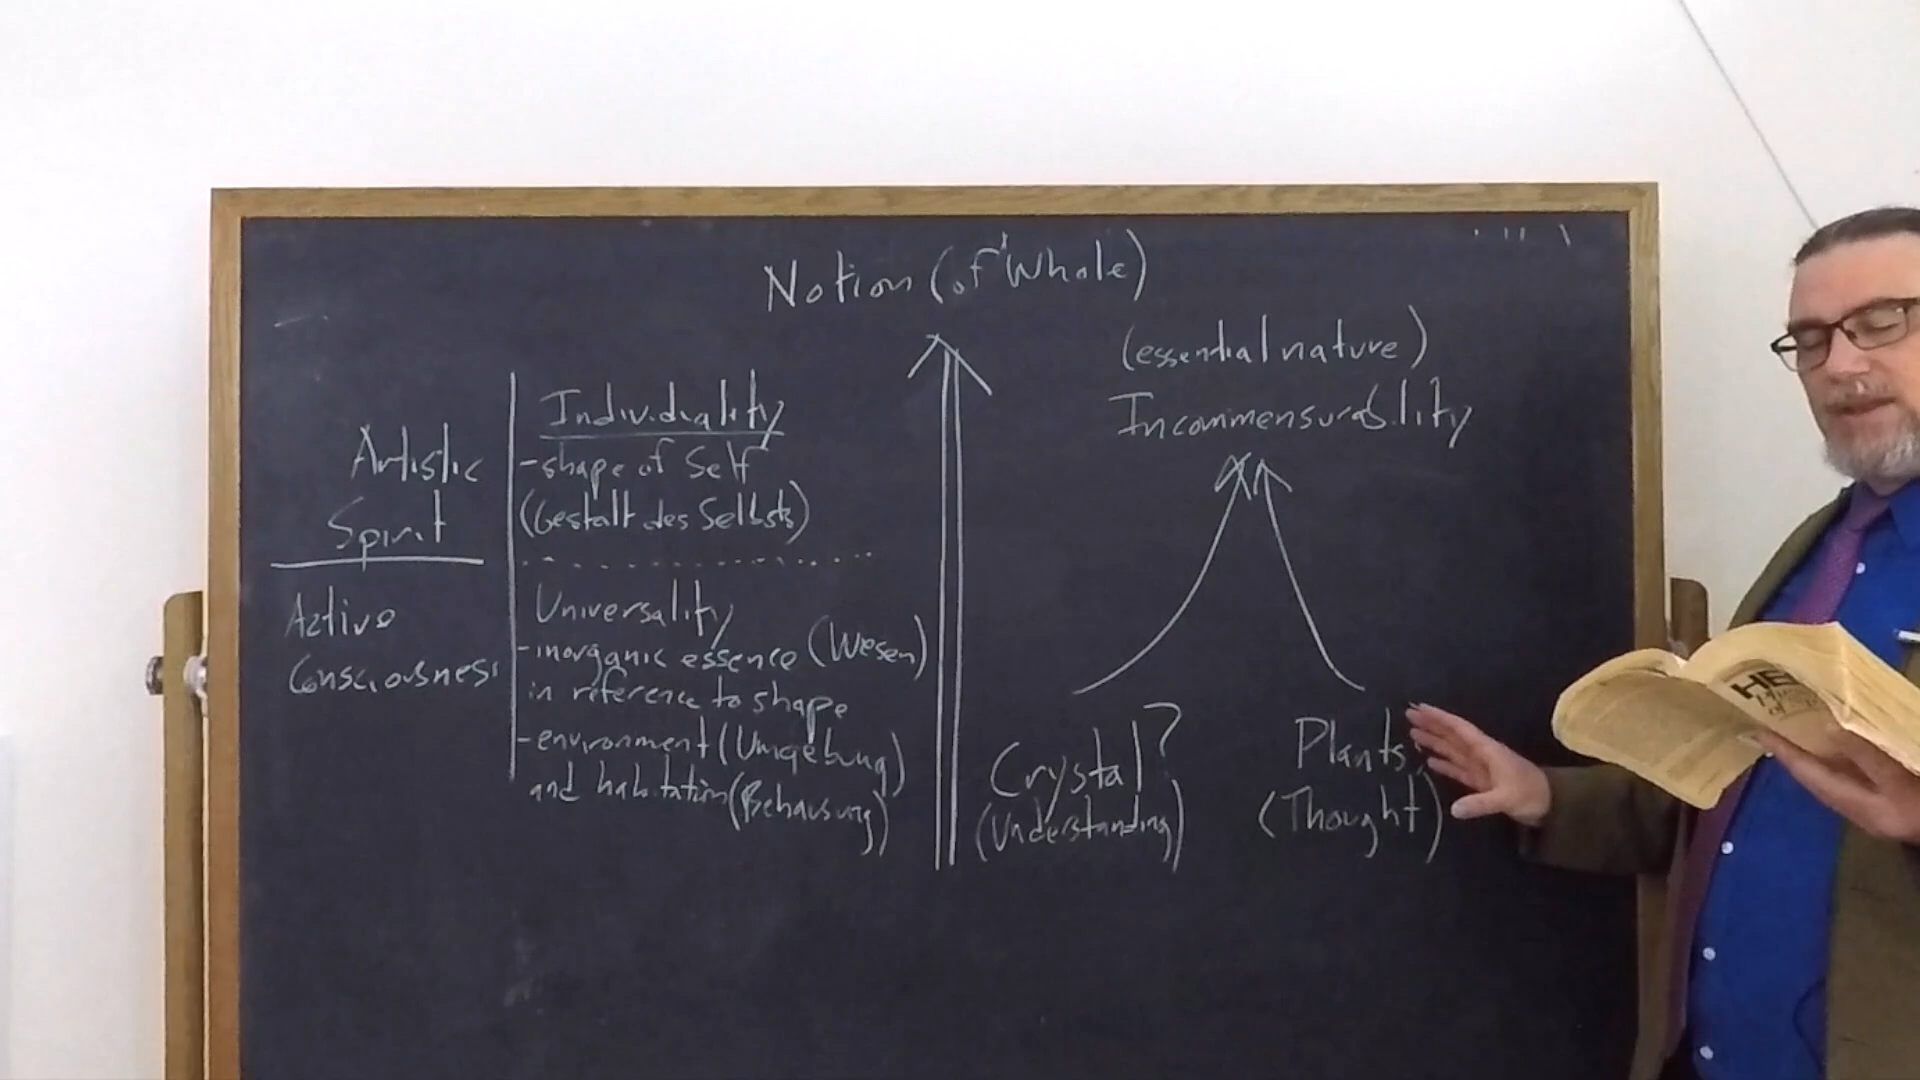 Notion (of Whole)
Artistic
Spirit
Active
Consciousness
Individuality
-shape of Self
(Gestalt des Selbsts)
Universality
-inorganic essence (Wesen)
in reference to shape
-environment (Umgebung)
and habitation (Behausung)
(essential nature)
Incommensurability
Crystal?
(Understanding)
Plants
(Thought)
HE